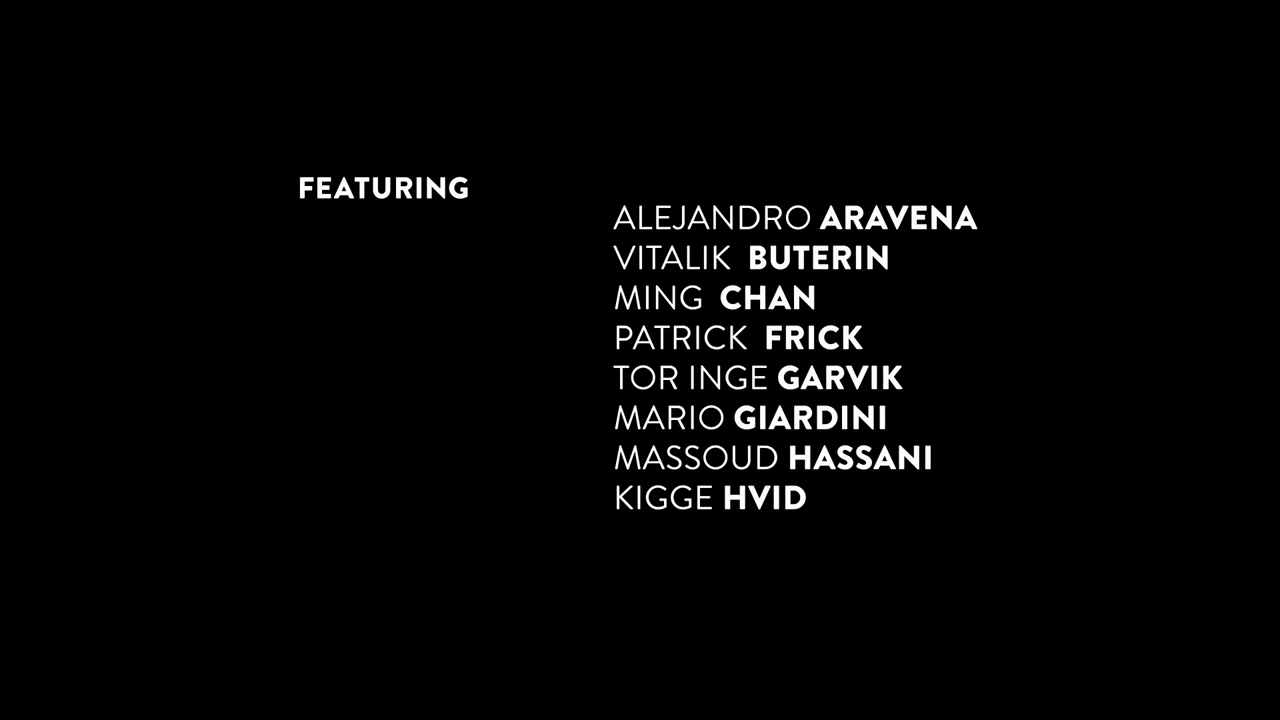 FEATURING
ALEJANDRO ARAVENA
VITALIK BUTERIN
MING CHAN
PATRICK FRICK
TOR INGE GARVIK
MARIO GIARDINI
MASSOUD HASSANI
KIGGE HVID